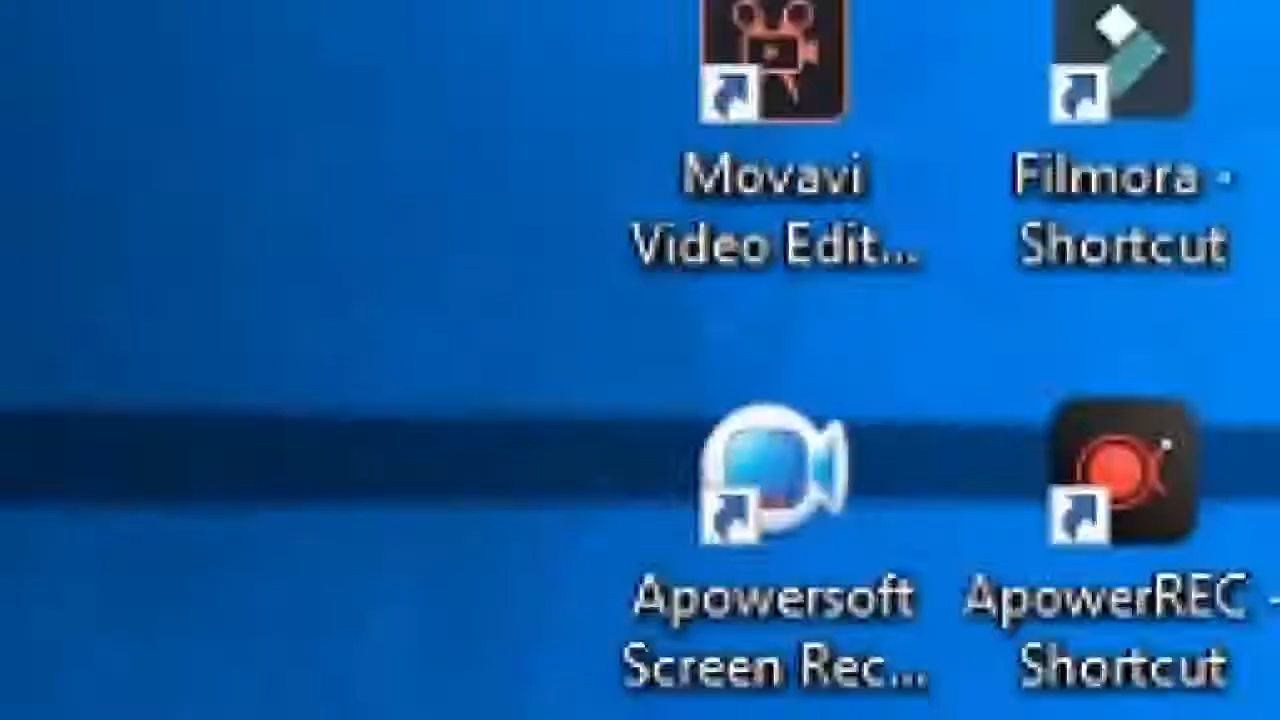 Movavi
Video Edit...
Filmora -
Shortcut
Apowersoft
Screen Rec...
ApowerREC -
Shortcut